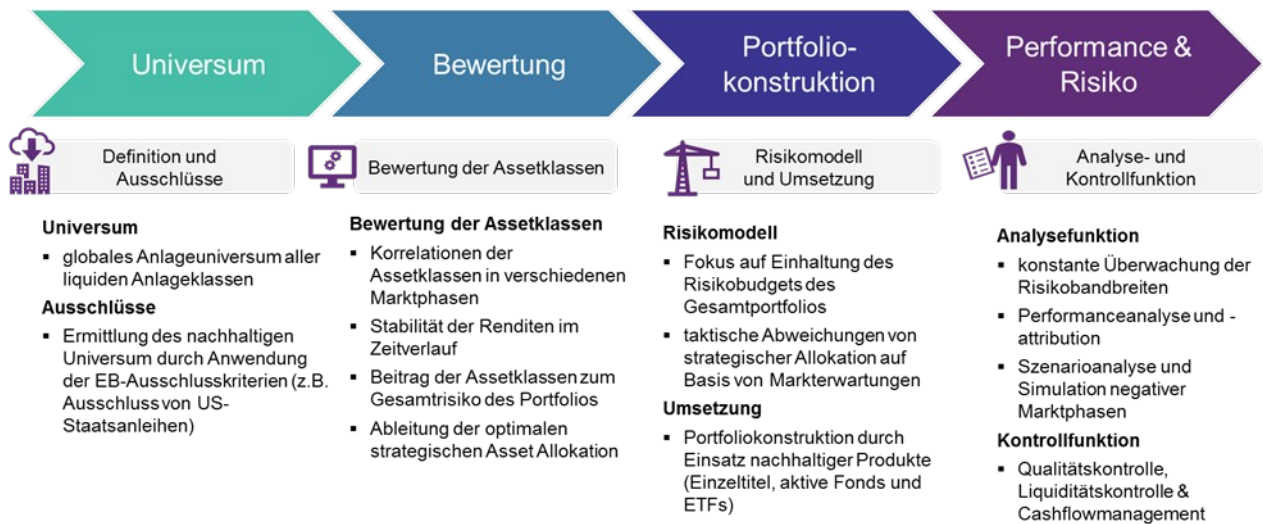 Universum
Bewertung
Portfolio-
konstruktion
Performance &
Risiko
Definition und
Ausschlüsse
Bewertung der Assetklassen
Risikomodell
und Umsetzung
Analyse- und
Kontrollfunktion
Universum
▪ globales Anlageuniversum aller
liquiden Anlageklassen
Ausschlüsse
▪ Ermittlung des nachhaltigen
Universum durch Anwendung
der EB-Ausschlusskriterien (z.B.
Ausschluss von US-
Staatsanleihen)
Bewertung der Assetklassen
▪ Korrelationen der
Assetklassen in verschiedenen
Marktphasen
▪ Stabilität der Renditen im
Zeitverlauf
▪ Beitrag der Assetklassen zum
Gesamtrisiko des Portfolios
▪ Ableitung der optimalen
strategischen Asset Allokation
Risikomodell
▪ Fokus auf Einhaltung des
Risikobudgets des
Gesamtportfolios
▪ taktische Abweichungen von
strategischer Allokation auf
Basis von Markterwartungen
Umsetzung
▪ Portfoliokonstruktion durch
Einsatz nachhaltiger Produkte
(Einzeltitel, aktive Fonds und
ETFs)
Analysefunktion
▪ konstante Überwachung der
Risikobandbreiten
▪ Performanceanalyse und -
attribution
▪ Szenarioanalyse und
Simulation negativer
Marktphasen
Kontrollfunktion
▪ Qualitätskontrolle,
Liquiditätskontrolle &
Cashflowmanagement